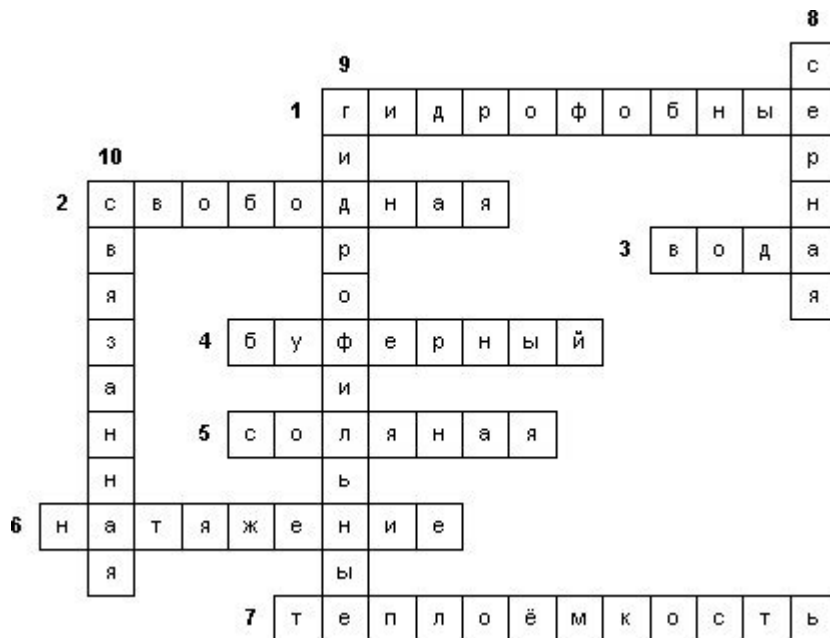 8
9 с
1 гидрофобные
10 и р
2 свободная н
в р 3 вода
я о я
з 4 буферный
а и
н 5 соляная
н ь
6 натяжение
я ы
7 теплоёмкость